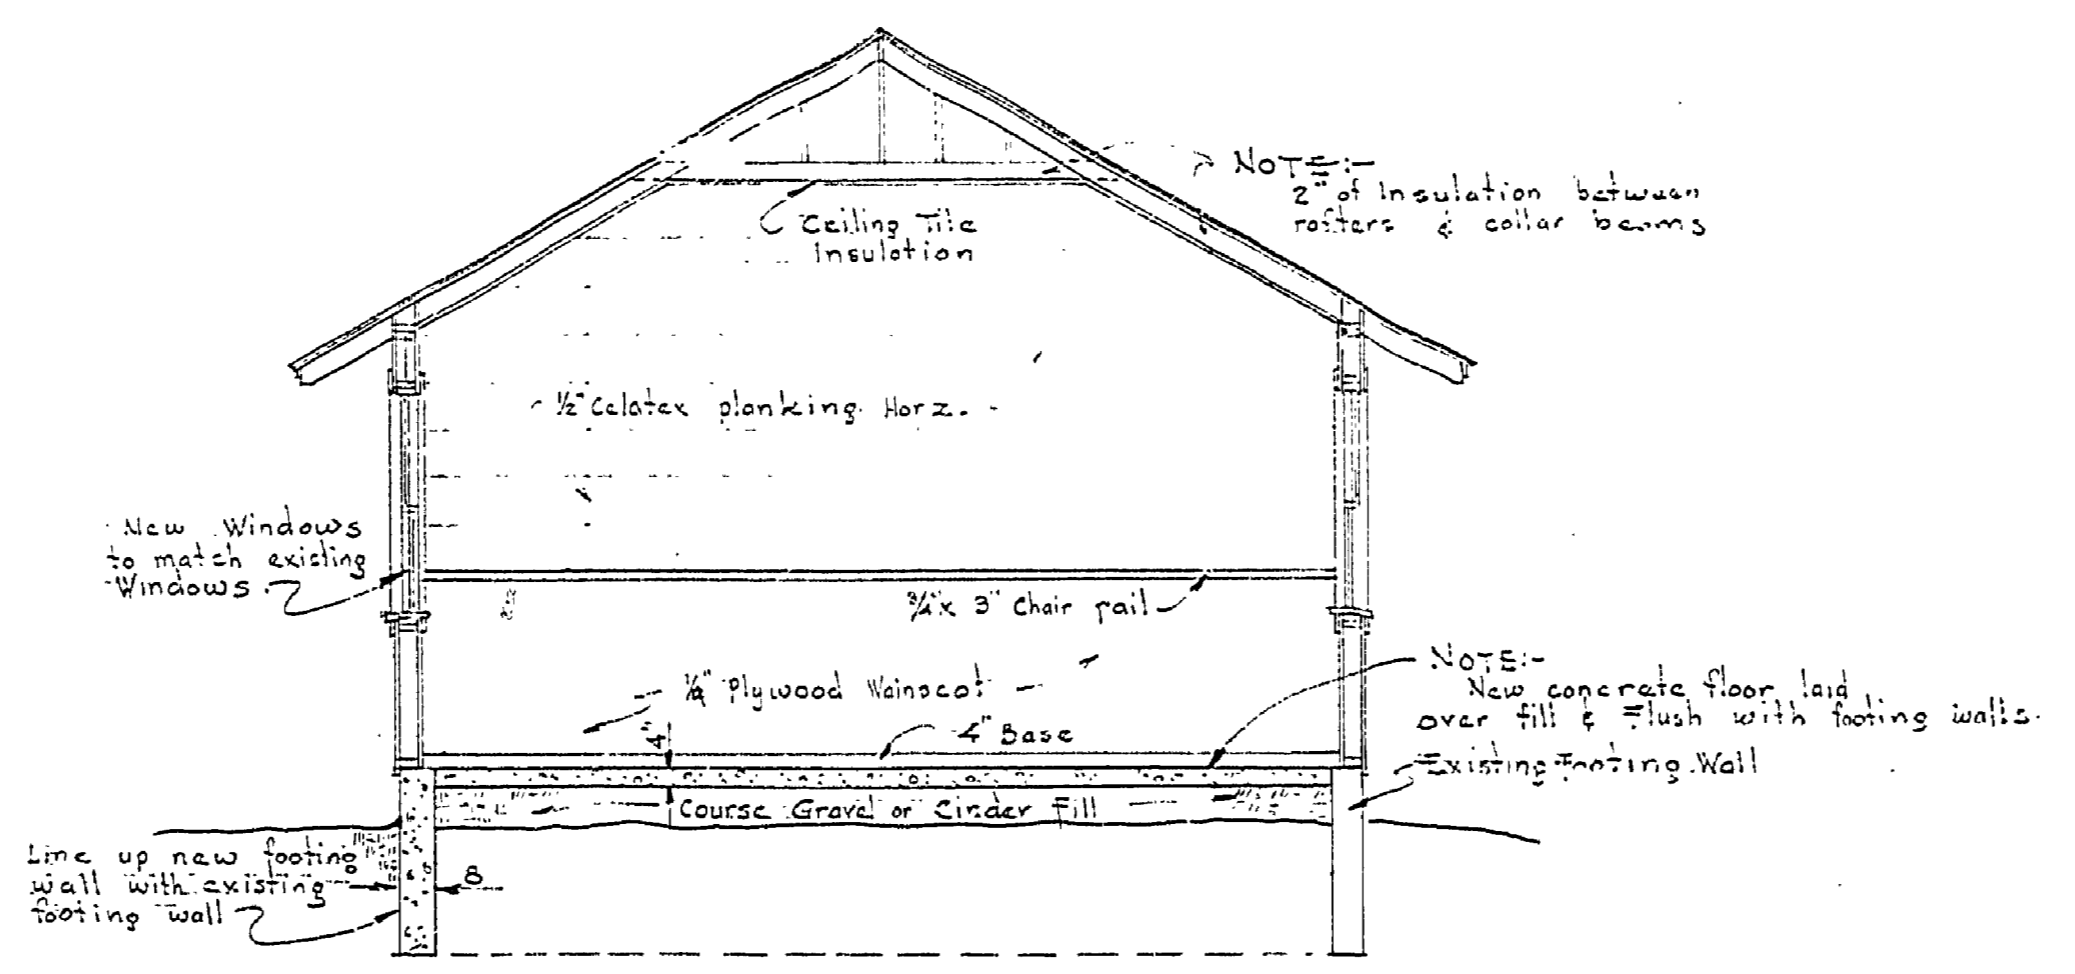 NOTE:-
2" of Insulation between
rafters & collar beams
Ceiling Tile
Insulation
1/2" Celatex planking Horz.
New Windows
to match existing
Windows.
3/4" x 3" Chair rail
1/4" Plywood Wainscot
NOTE:-
New concrete floor laid
over fill & Flush with footing walls.
4"
4" Base
Existing Footing Wall
Course Gravel or Cinder Fill
Line up new footing
wall with existing
footing wall
8